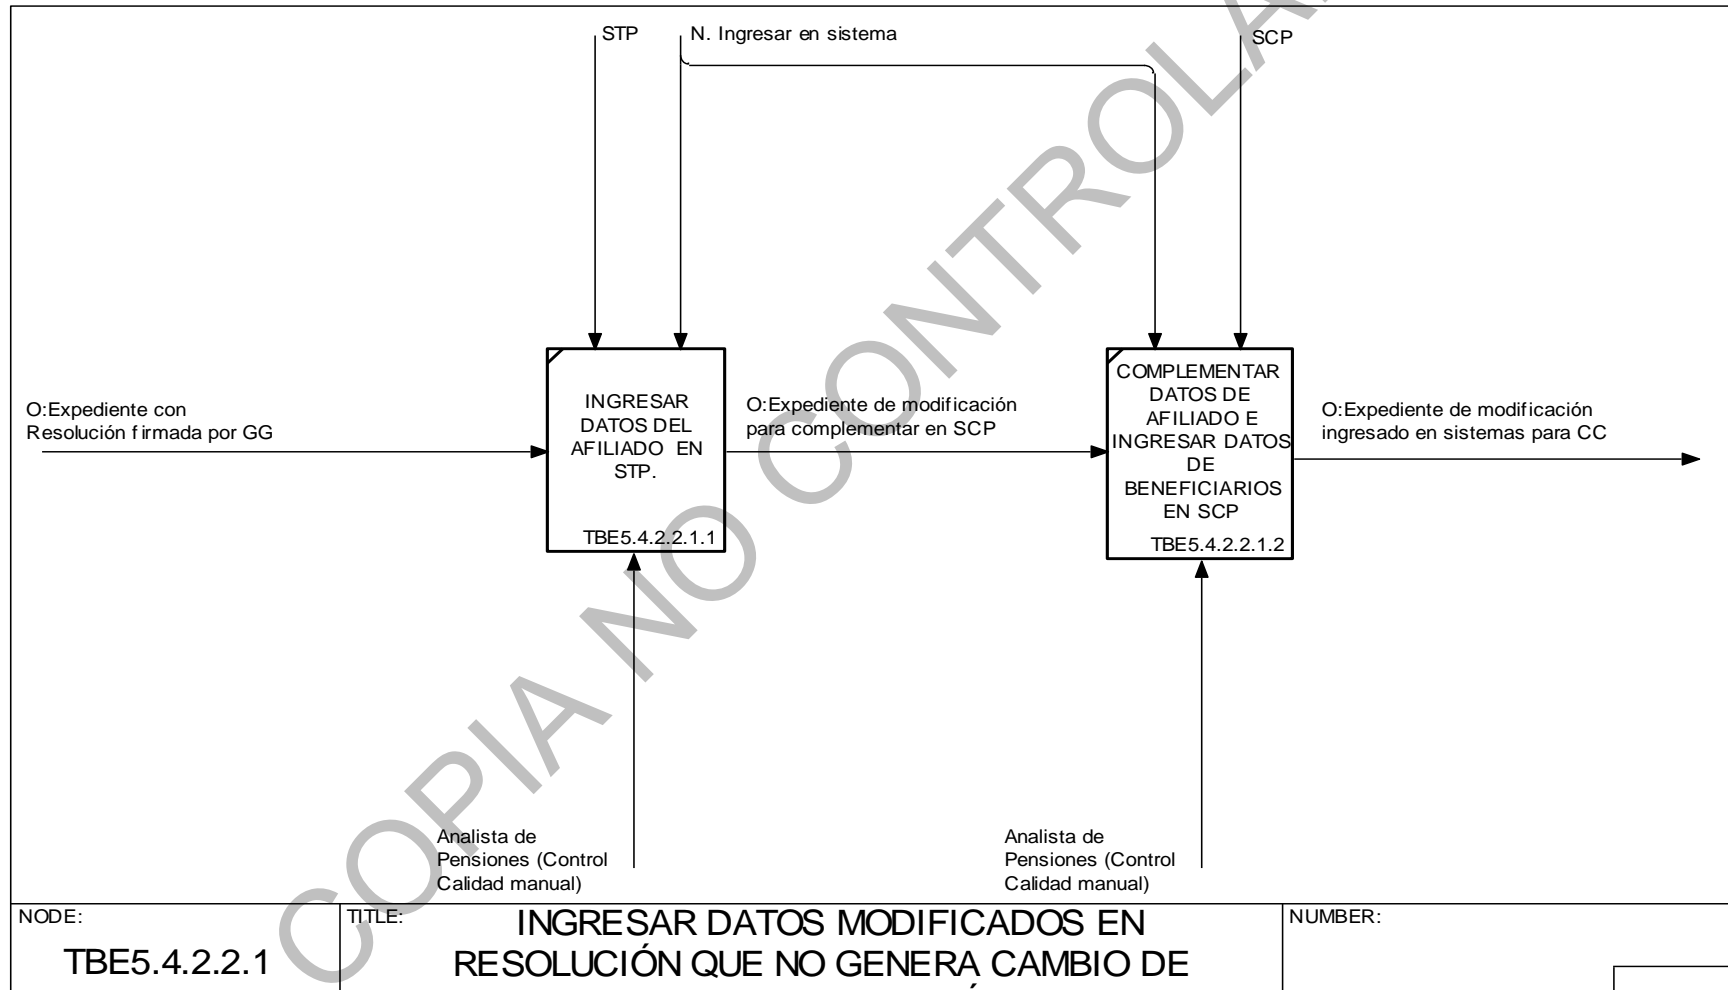 STP
N. Ingresar en sistema
SCP
O:Expediente con
Resolución firmada por GG
INGRESAR
DATOS DEL
AFILIADO EN
STP.
TBE5.4.2.2.1.1
O:Expediente de modificación
para complementar en SCP
COMPLEMENTAR
DATOS DE
AFILIADO E
INGRESAR DATOS
DE
BENEFICIARIOS
EN SCP
TBE5.4.2.2.1.2
O:Expediente de modificación
ingresado en sistemas para CC
Analista de
Pensiones (Control
Calidad manual)
Analista de
Pensiones (Control
Calidad manual)
COPIA NO
NODE:
TBE5.4.2.2.1
TITLE:
INGRESAR DATOS MODIFICADOS EN
RESOLUCIÓN QUE NO GENERA CAMBIO DE
NUMBER: